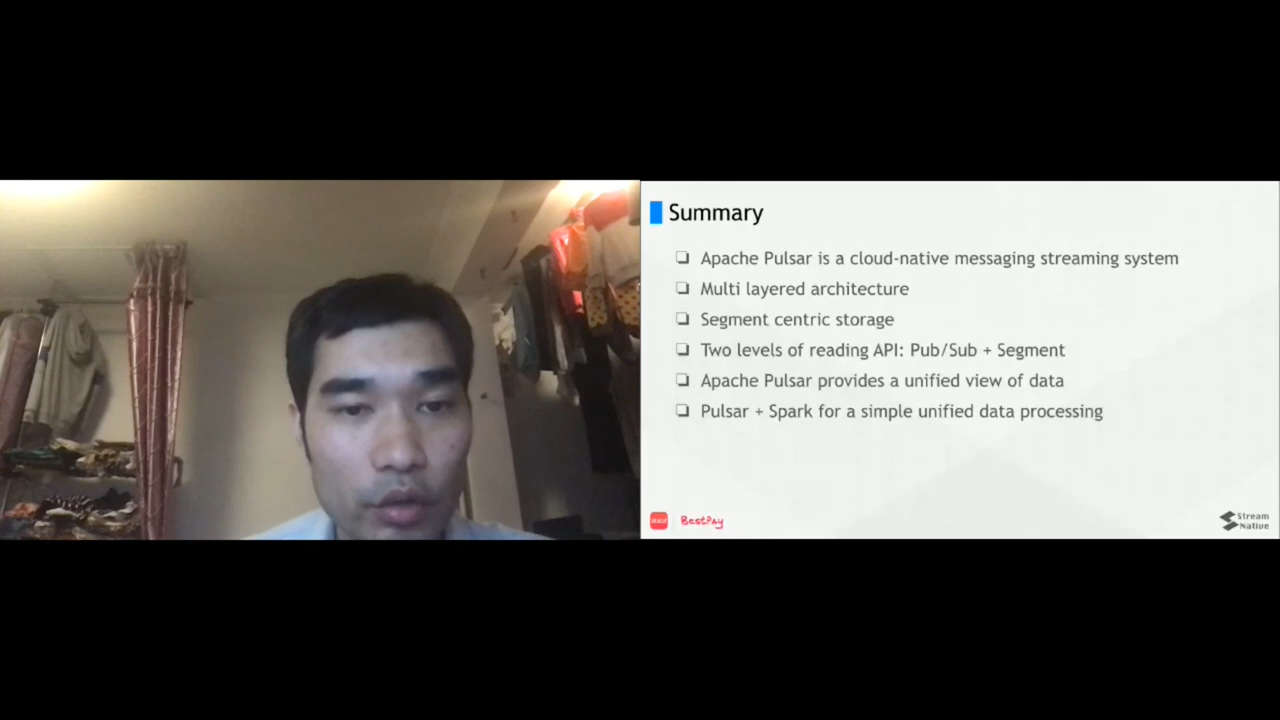 Summary
❏ Apache Pulsar is a cloud-native messaging streaming system
❏ Multi layered architecture
❏ Segment centric storage
❏ Two levels of reading API: Pub/Sub + Segment
❏ Apache Pulsar provides a unified view of data
❏ Pulsar + Spark for a simple unified data processing
BestPay
Stream
Native